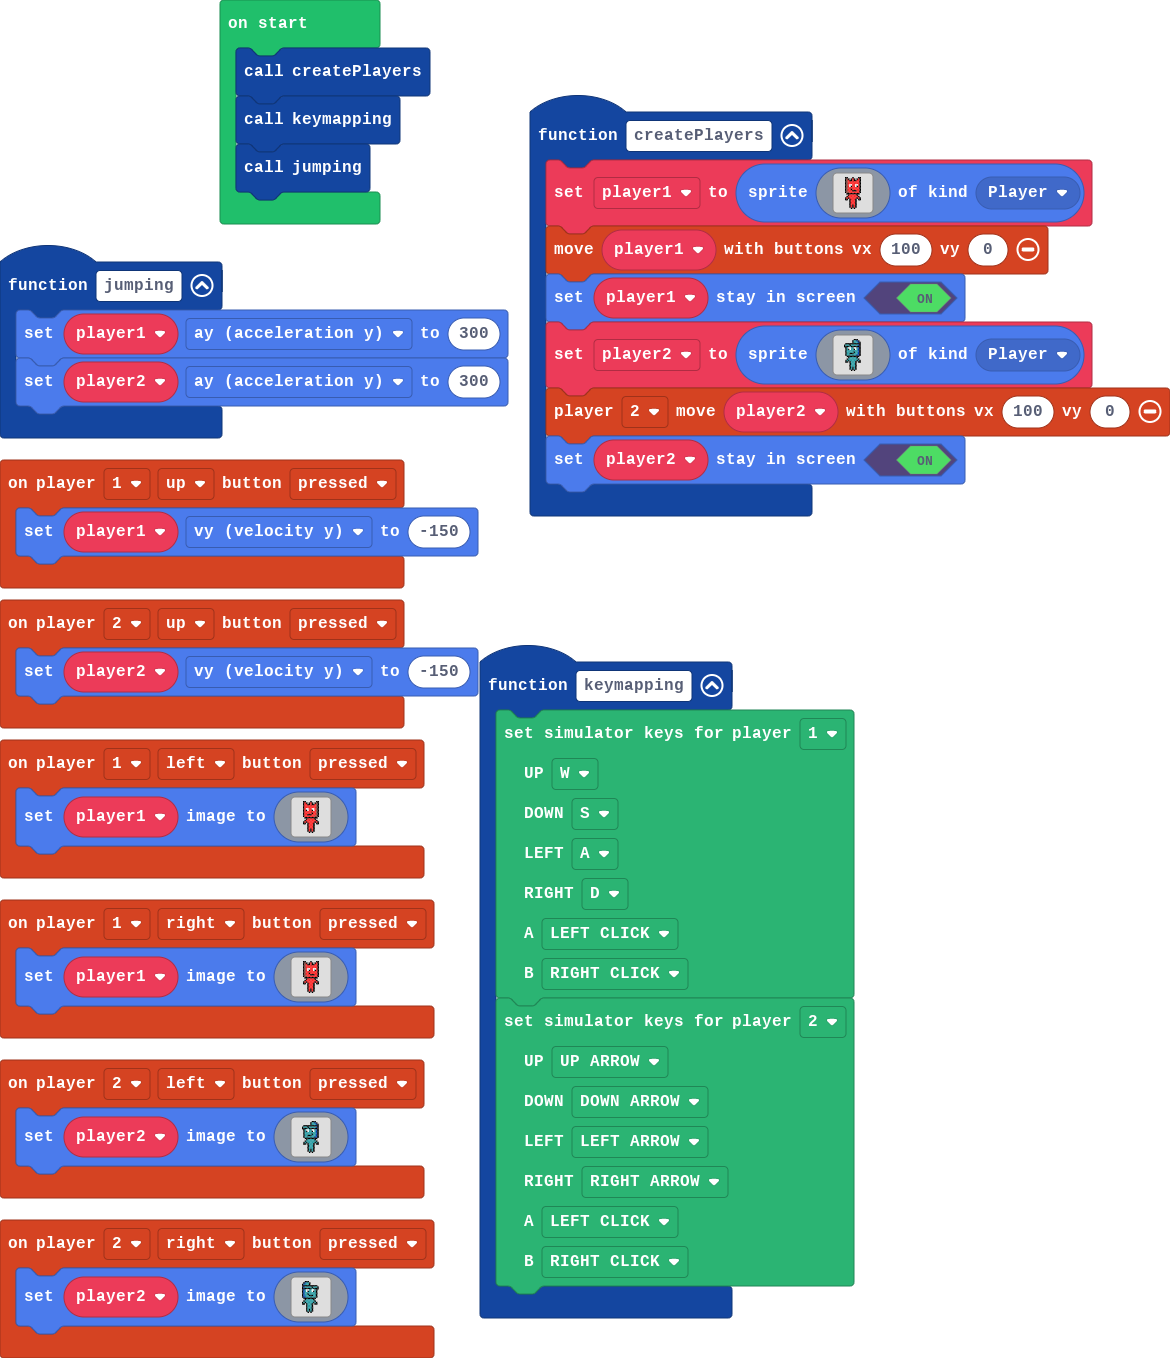 on start
call createPlayers
call keymapping
call jumping
function createPlayers
set player1 to sprite of kind Player
move player1 with buttons vx 100 vy 0
set player1 stay in screen ON
set player2 to sprite of kind Player
player 2 move player2 with buttons vx 100 vy 0
set player2 stay in screen ON
function jumping
set player1 ay (acceleration y) to 300
set player2 ay (acceleration y) to 300
on player 1 up button pressed
set player1 vy (velocity y) to -150
on player 2 up button pressed
set player2 vy (velocity y) to -150
on player 1 left button pressed
set player1 image to
on player 1 right button pressed
set player1 image to
on player 2 left button pressed
set player2 image to
on player 2 right button pressed
set player2 image to
function keymapping
set simulator keys for player 1
UP W
DOWN S
LEFT A
RIGHT D
A LEFT CLICK
B RIGHT CLICK
set simulator keys for player 2
UP UP ARROW
DOWN DOWN ARROW
LEFT LEFT ARROW
RIGHT RIGHT ARROW
A LEFT CLICK
B RIGHT CLICK